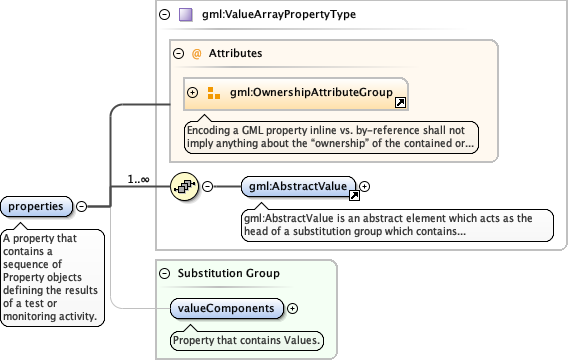 gml:ValueArrayPropertyType
@ Attributes
gml:OwnershipAttributeGroup
Encoding a GML property inline vs. by-reference shall not
imply anything about the “ownership” of the contained or...
1..∞
gml:AbstractValue
gml:AbstractValue is an abstract element which acts as the
head of a substitution group which contains...
properties
A property that
contains a
sequence of
Property objects
defining the results
of a test or
monitoring activity.
Substitution Group
valueComponents
Property that contains Values.